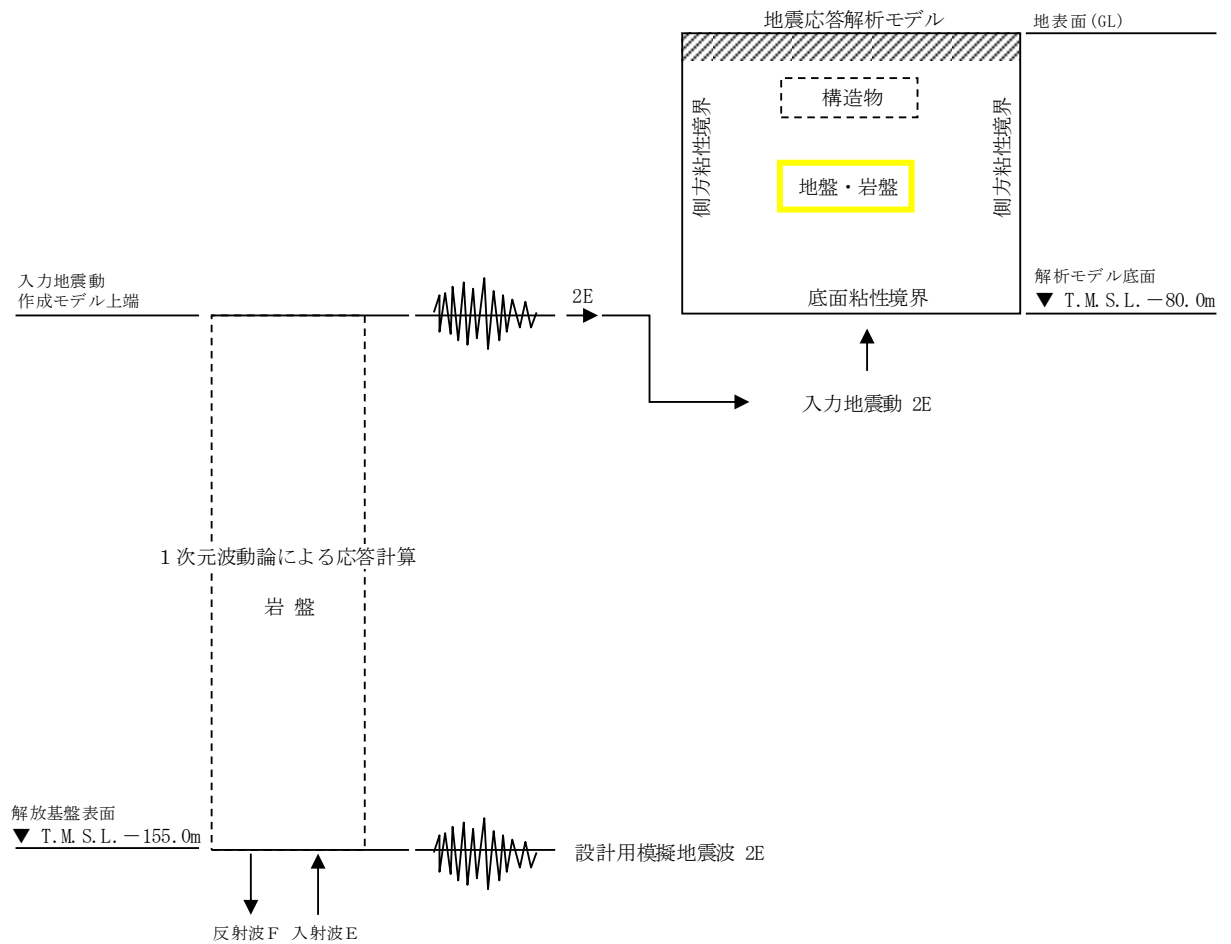 地震応答解析モデル
地表面(GL)
構造物
側方粘性境界
側方粘性境界
地盤・岩盤
入力地震動
作成モデル上端
2E
底面粘性境界
解析モデル底面
▼ T.M.S.L.－80.0m
入力地震動 2E
1次元波動論による応答計算
岩 盤
解放基盤表面
▼ T.M.S.L.－155.0m
設計用模擬地震波 2E
反射波F 入射波E